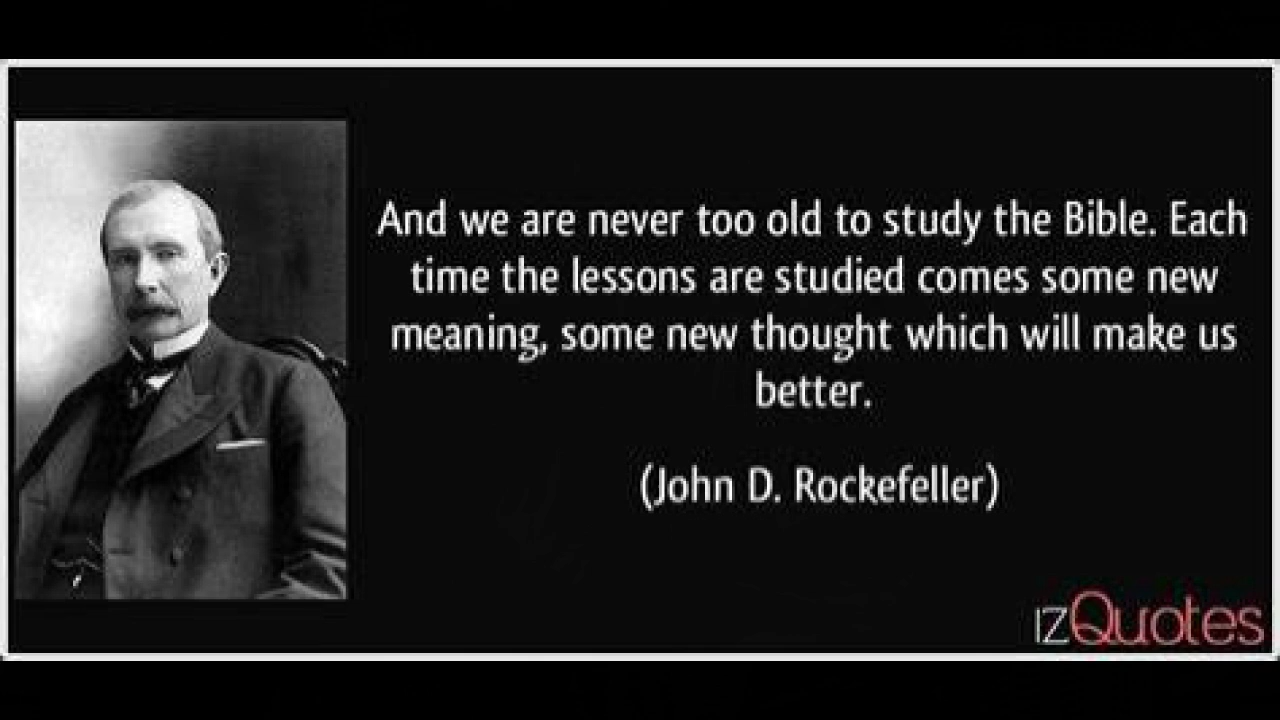 And we are never too old to study the Bible. Each
time the lessons are studied comes some new
meaning, some new thought which will make us
better.
(John D. Rockefeller)
IZQuotes